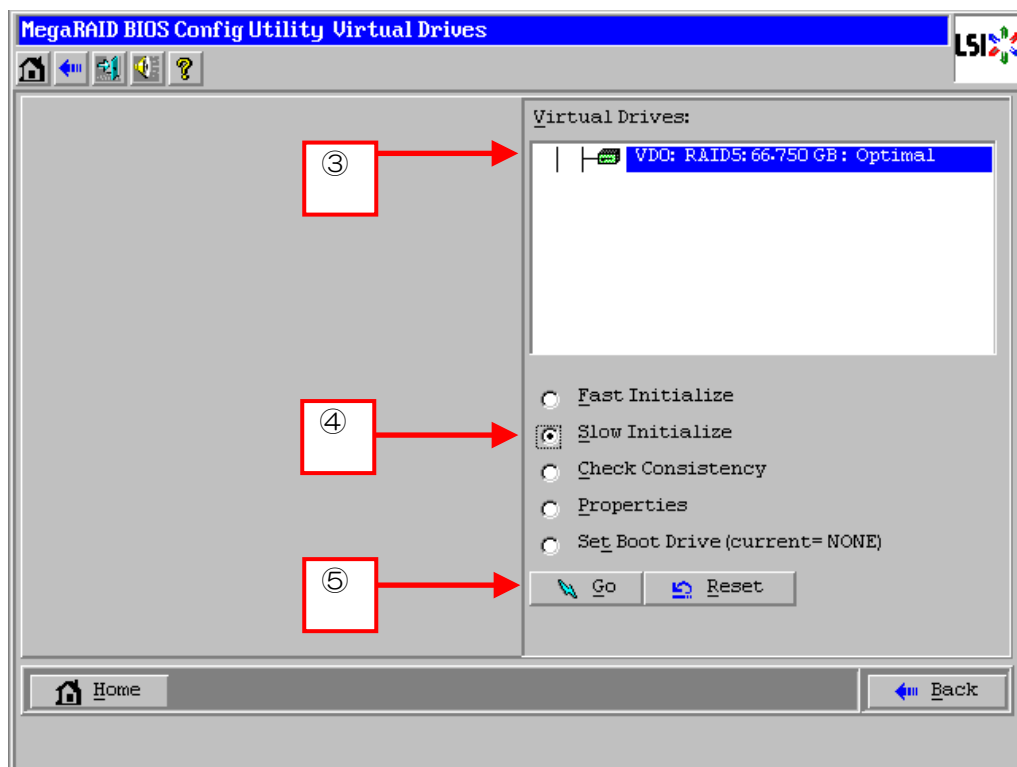 MegaRAID BIOS Config Utility Virtual Drives
LSI
Virtual Drives:
③
VD0: RAID5: 66.750 GB: Optimal
Fast Initialize
④
Slow Initialize
Check Consistency
Properties
Set Boot Drive (current= NONE)
⑤
Go
Reset
Home
Back